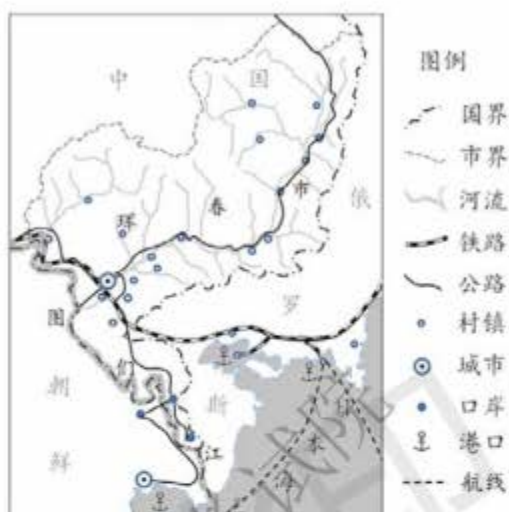 中
国
俄
珲
春
市
罗
图
们
江
朝
鲜
斯
日
本
海
图例
国界
市界
河流
铁路
公路
村镇
城市
口岸
港口
航线
试院